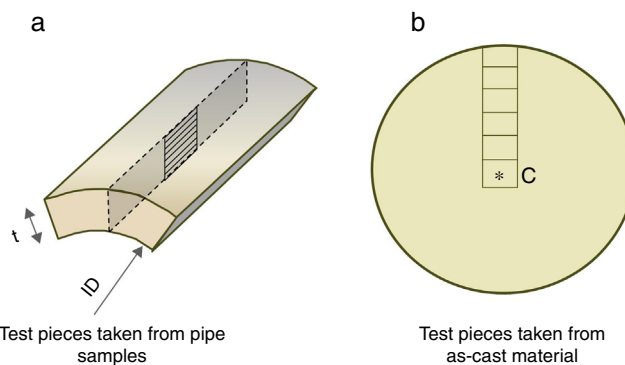 a
b
t
ID
C
*
Test pieces taken from pipe
samples
Test pieces taken from
as-cast material